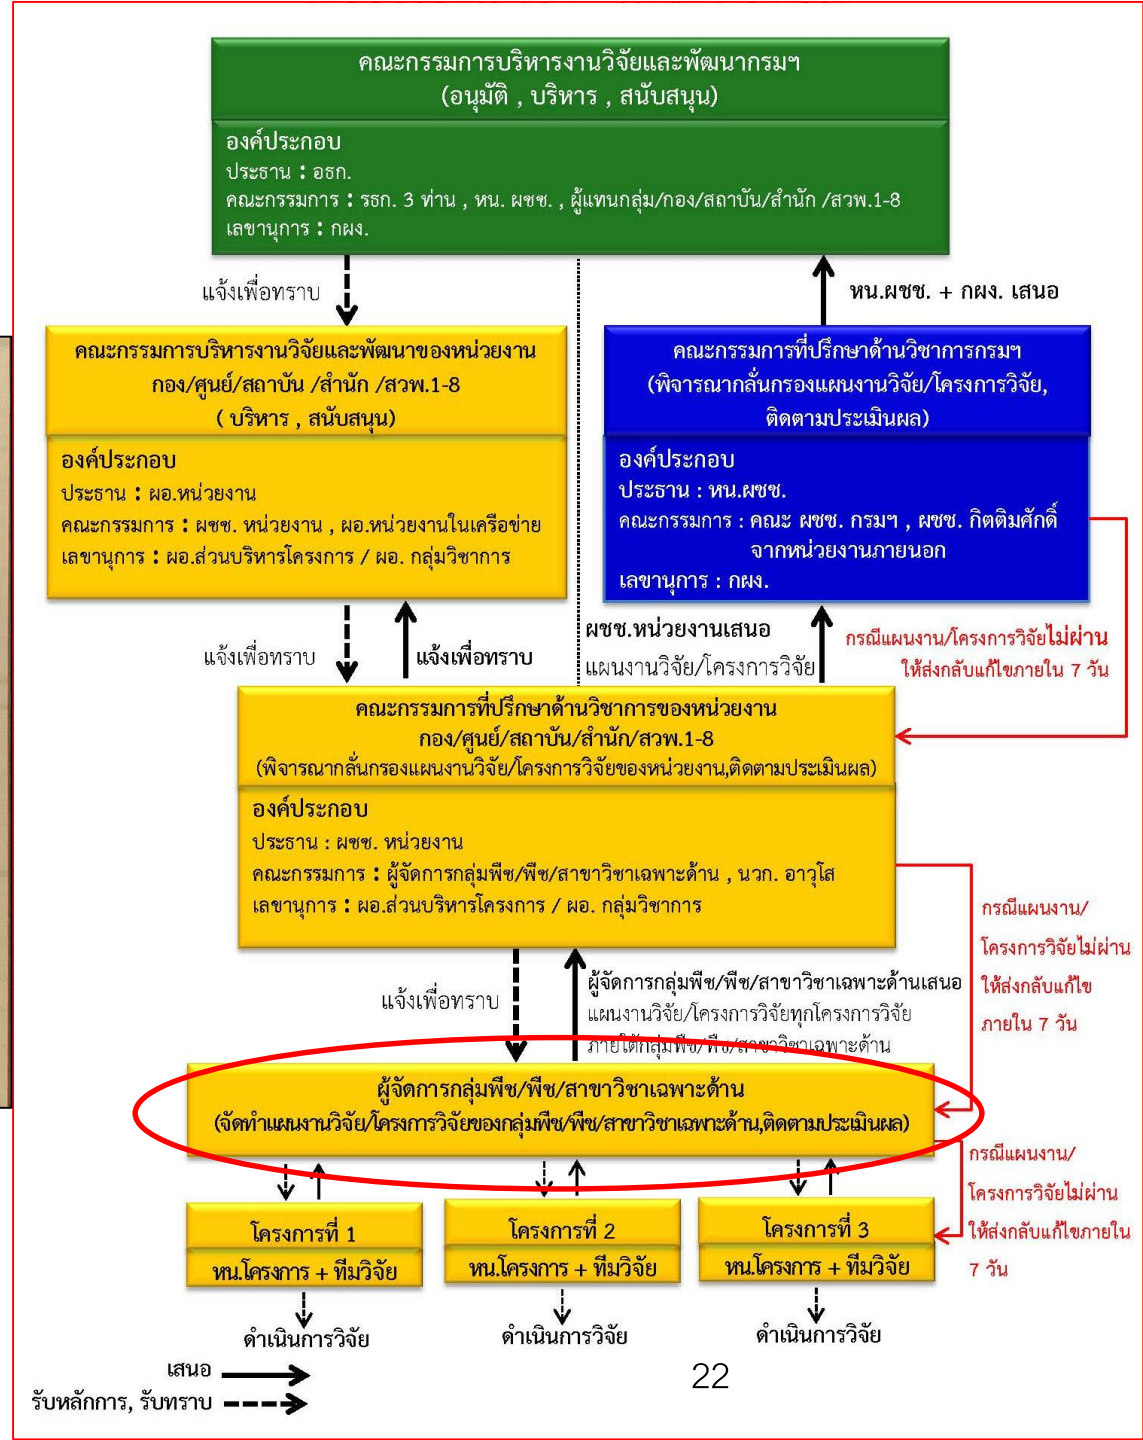 คณะกรรมการบริหารงานวิจัยและพัฒนากรมฯ
(อนุมัติ , บริหาร , สนับสนุน)
องค์ประกอบ
ประธาน : อธก.
คณะกรรมการ : รธก. 3 ท่าน , หน. ผชช. , ผู้แทนกลุ่ม/กอง/สถาบัน/สำนัก /สวพ.1-8
เลขานุการ : กผง.
แจ้งเพื่อทราบ
หน.ผชช. + กผง. เสนอ
คณะกรรมการบริหารงานวิจัยและพัฒนาของหน่วยงาน
กอง/ศูนย์/สถาบัน /สำนัก /สวพ.1-8
( บริหาร , สนับสนุน)
องค์ประกอบ
ประธาน : ผอ.หน่วยงาน
คณะกรรมการ : ผชช. หน่วยงาน , ผอ.หน่วยงานในเครือข่าย
เลขานุการ : ผอ.ส่วนบริหารโครงการ / ผอ. กลุ่มวิชาการ
คณะกรรมการที่ปรึกษาด้านวิชาการกรมฯ
(พิจารณากลั่นกรองแผนงานวิจัย/โครงการวิจัย,
ติดตามประเมินผล)
องค์ประกอบ
ประธาน : หน.ผชช.
คณะกรรมการ : คณะ ผชช. กรมฯ , ผชช. กิตติมศักดิ์
จากหน่วยงานภายนอก
เลขานุการ : กผง.
แจ้งเพื่อทราบ
แจ้งเพื่อทราบ
ผชช.หน่วยงานเสนอ
แผนงานวิจัย/โครงการวิจัย
กรณีแผนงาน/โครงการวิจัยไม่ผ่าน
ให้ส่งกลับแก้ไขภายใน 7 วัน
คณะกรรมการที่ปรึกษาด้านวิชาการของหน่วยงาน
กอง/ศูนย์/สถาบัน/สำนัก/สวพ.1-8
(พิจารณากลั่นกรองแผนงานวิจัย/โครงการวิจัยของหน่วยงาน,ติดตามประเมินผล)
องค์ประกอบ
ประธาน : ผชช. หน่วยงาน
คณะกรรมการ : ผู้จัดการกลุ่มพืช/พืช/สาขาวิชาเฉพาะด้าน , นวก. อาวุโส
เลขานุการ : ผอ.ส่วนบริหารโครงการ / ผอ. กลุ่มวิชาการ
กรณีแผนงาน/
โครงการวิจัยไม่ผ่าน
ให้ส่งกลับแก้ไข
ภายใน 7 วัน
แจ้งเพื่อทราบ
ผู้จัดการกลุ่มพืช/พืช/สาขาวิชาเฉพาะด้านเสนอ
แผนงานวิจัย/โครงการวิจัยทุกโครงการวิจัย
ภายใต้กลุ่มพืช/พืช/สาขาวิชาเฉพาะด้าน
ผู้จัดการกลุ่มพืช/พืช/สาขาวิชาเฉพาะด้าน
(จัดทำแผนงานวิจัย/โครงการวิจัยของกลุ่มพืช/พืช/สาขาวิชาเฉพาะด้าน,ติดตามประเมินผล)
กรณีแผนงาน/
โครงการวิจัยไม่ผ่าน
ให้ส่งกลับแก้ไขภายใน
7 วัน
โครงการที่ 1
หน.โครงการ + ทีมวิจัย
ดำเนินการวิจัย
โครงการที่ 2
หน.โครงการ + ทีมวิจัย
ดำเนินการวิจัย
โครงการที่ 3
หน.โครงการ + ทีมวิจัย
ดำเนินการวิจัย
เสนอ
รับหลักการ, รับทราบ
22